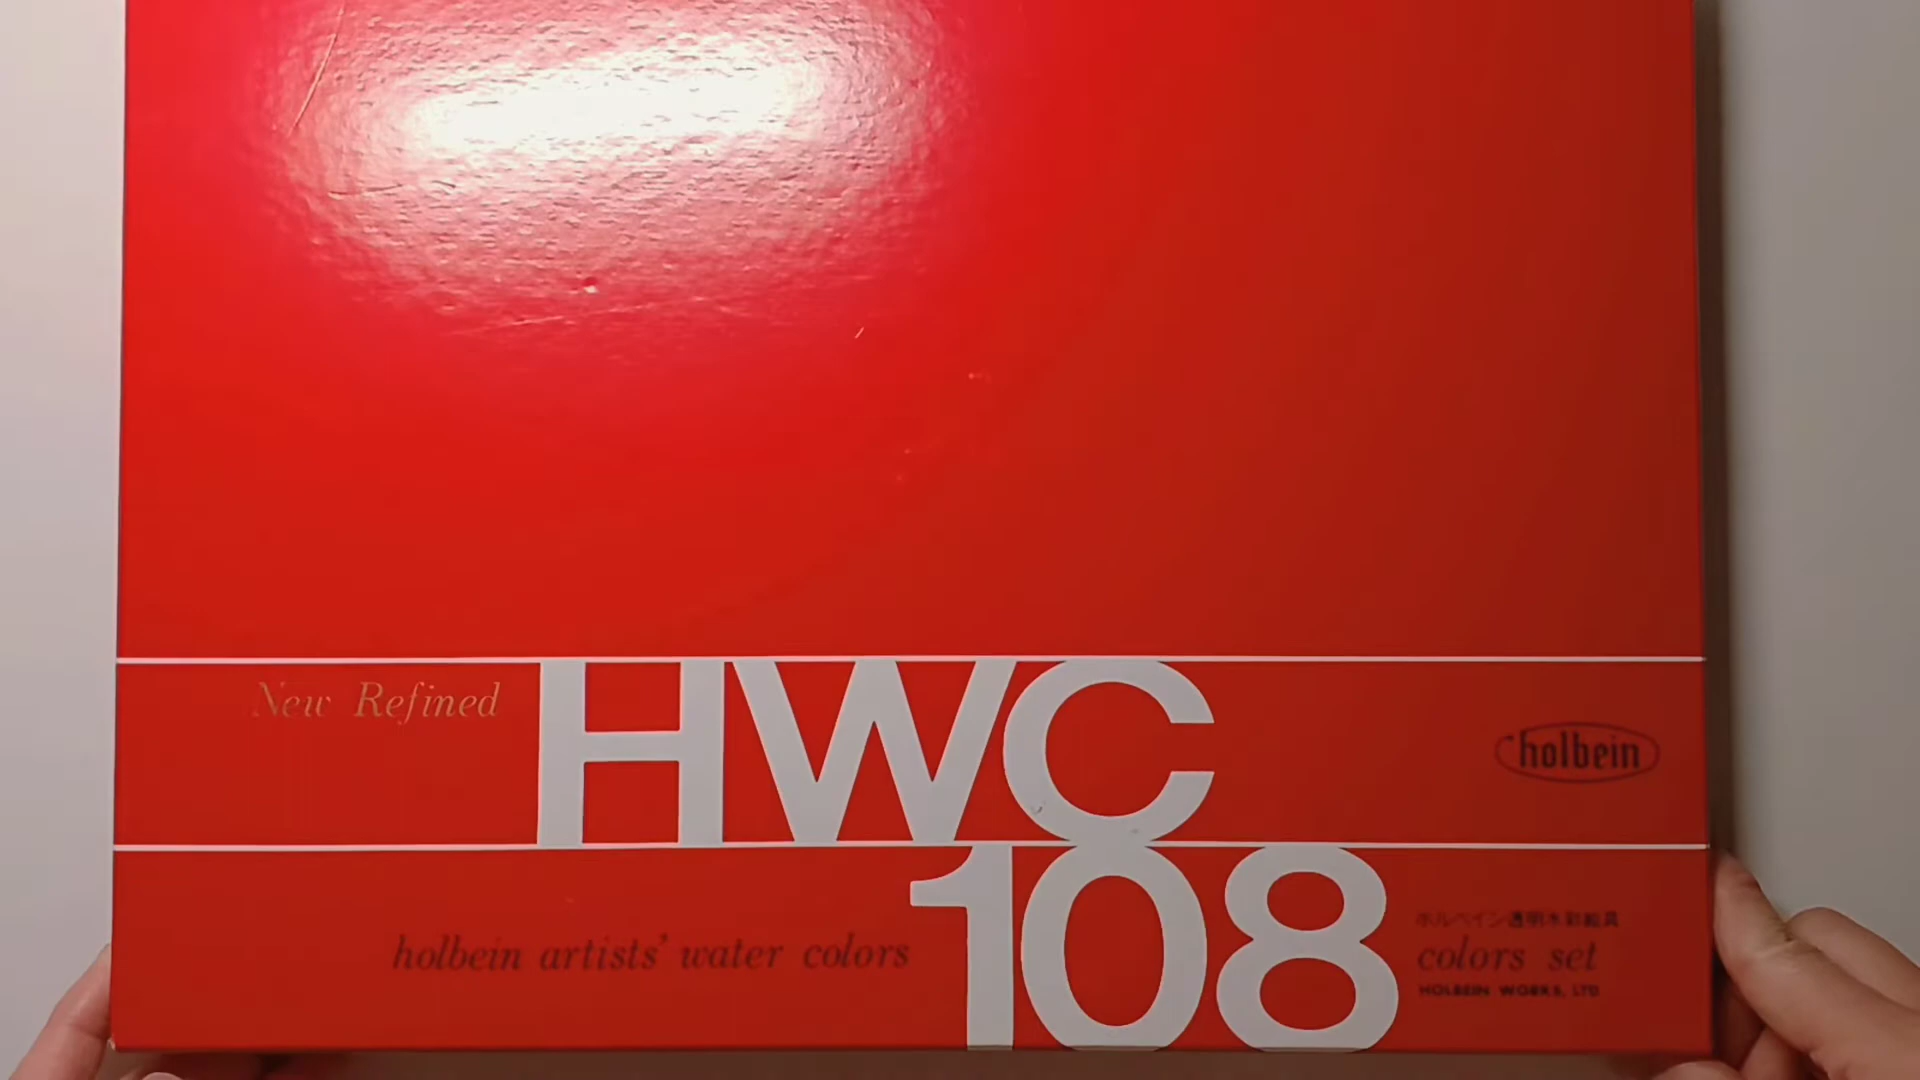 New Refined
HWC
holbein
108
ホルベイン透明水彩絵具
holbein artists' water colors
colors set
HOLBEIN WORKS, LTD